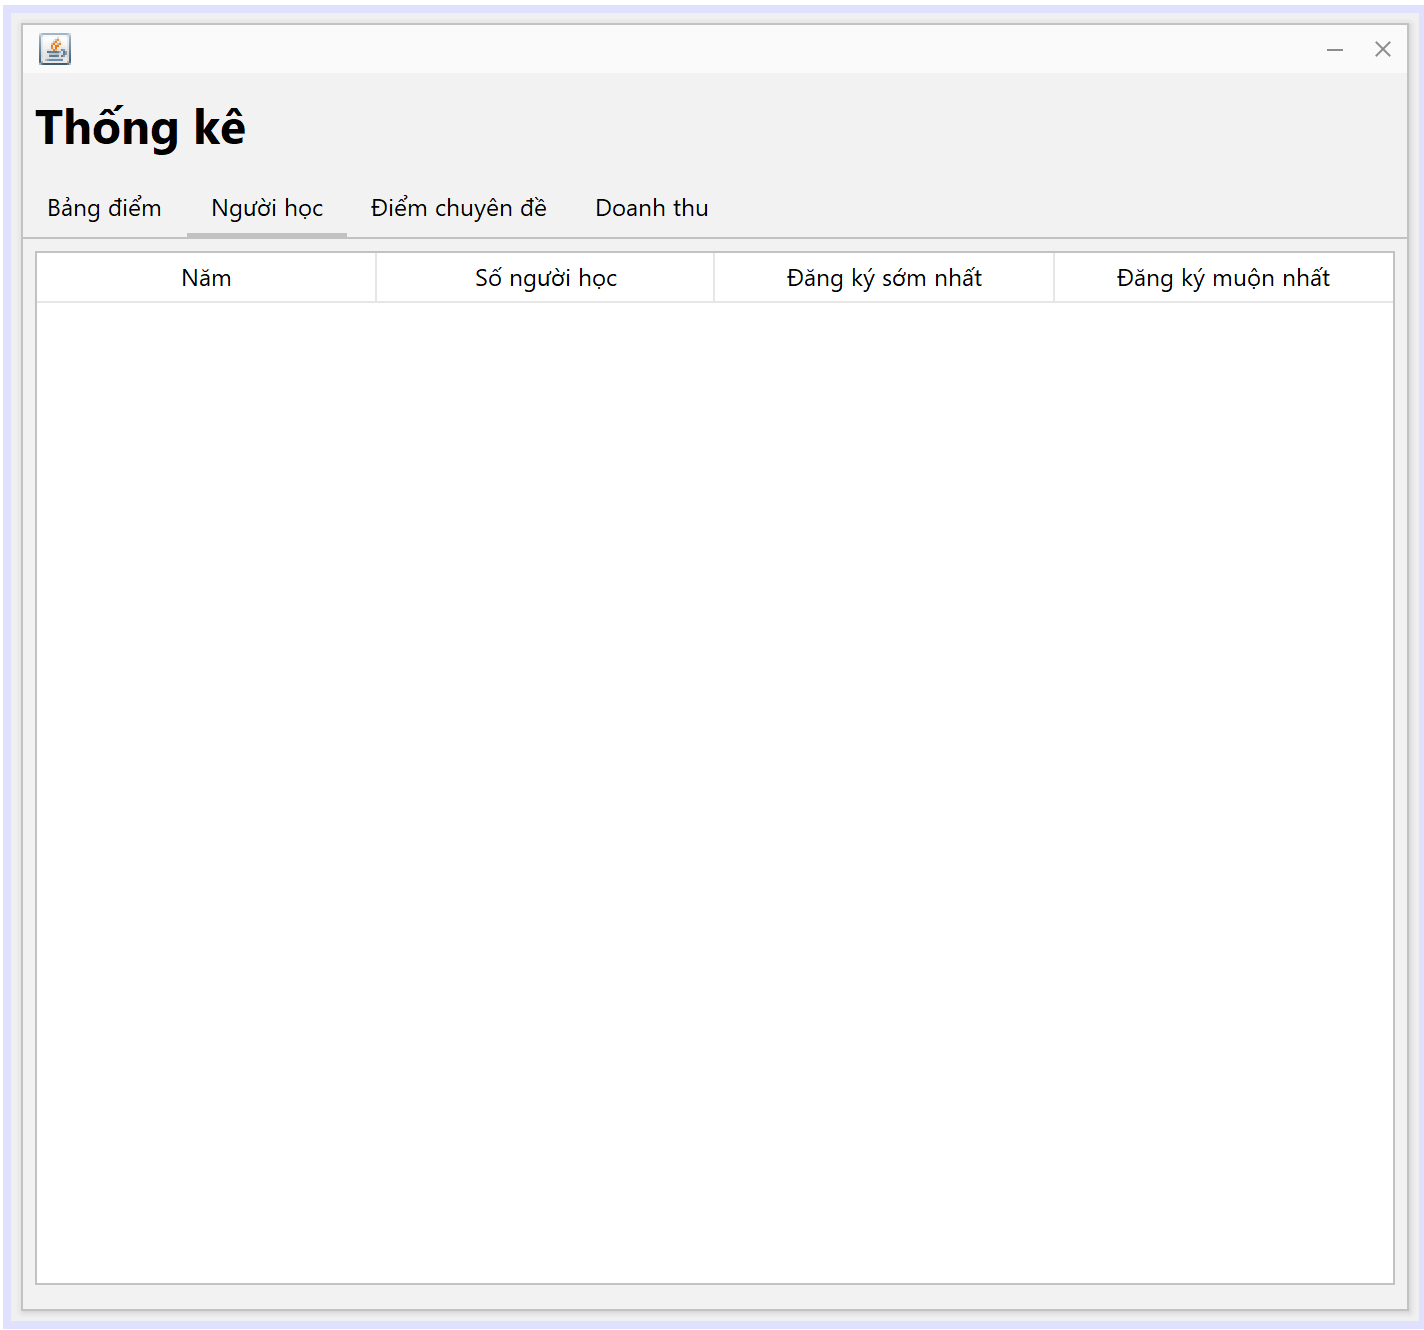 Thống kê
Bảng điểm Người học Điểm chuyên đề Doanh thu
Năm Số người học Đăng ký sớm nhất Đăng ký muộn nhất